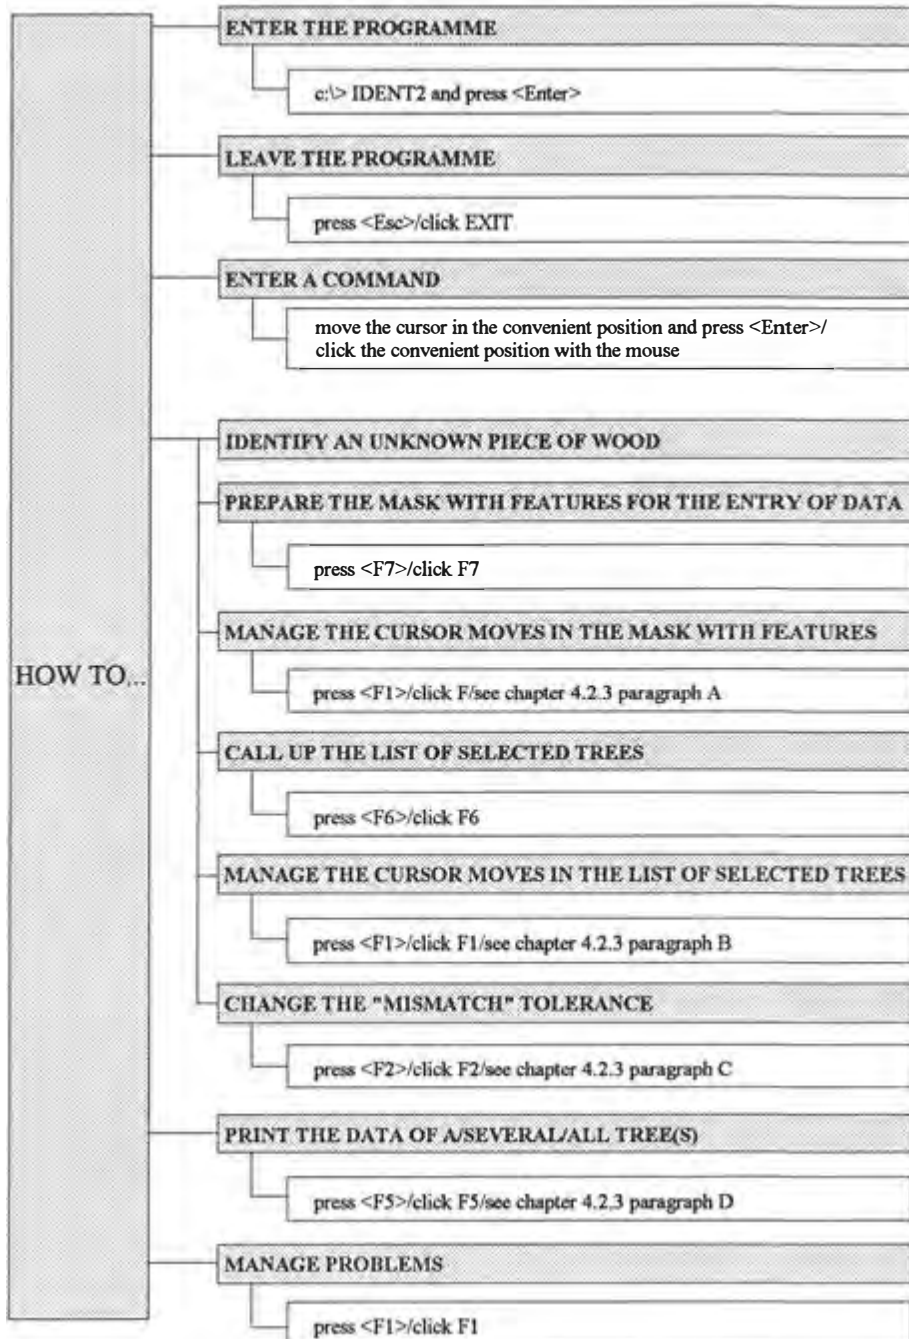 ENTER THE PROGRAMME
c:\> IDENT2 and press <Enter>
LEAVE THE PROGRAMME
press <Esc>/click EXIT
ENTER A COMMAND
move the cursor in the convenient position and press <Enter>/
click the convenient position with the mouse
IDENTIFY AN UNKNOWN PIECE OF WOOD
PREPARE THE MASK WITH FEATURES FOR THE ENTRY OF DATA
press <F7>/click F7
MANAGE THE CURSOR MOVES IN THE MASK WITH FEATURES
HOW TO...
press <F1>/click F/see chapter 4.2.3 paragraph A
CALL UP THE LIST OF SELECTED TREES
press <F6>/click F6
MANAGE THE CURSOR MOVES IN THE LIST OF SELECTED TREES
press <F1>/click F1/see chapter 4.2.3 paragraph B
CHANGE THE "MISMATCH" TOLERANCE
press <F2>/click F2/see chapter 4.2.3 paragraph C
PRINT THE DATA OF A/SEVERAL/ALL TREE(S)
press <F5>/click F5/see chapter 4.2.3 paragraph D
MANAGE PROBLEMS
press <F1>/click F1